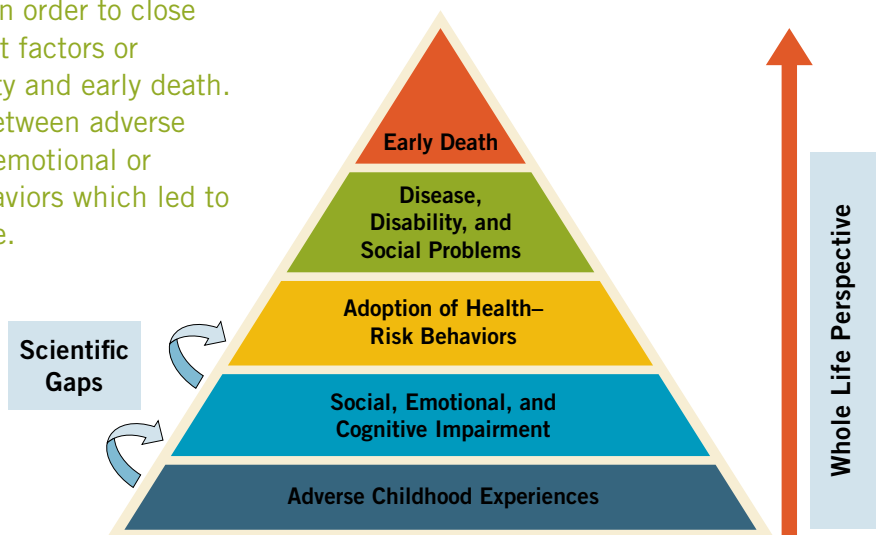 n order to close
t factors or
ty and early death.
etween adverse
emotional or
aviors which led to
e.
Early Death
Disease,
Disability, and
Social Problems
Adoption of Health–
Risk Behaviors
Scientific
Gaps
Social, Emotional, and
Cognitive Impairment
Adverse Childhood Experiences
Whole Life Perspective